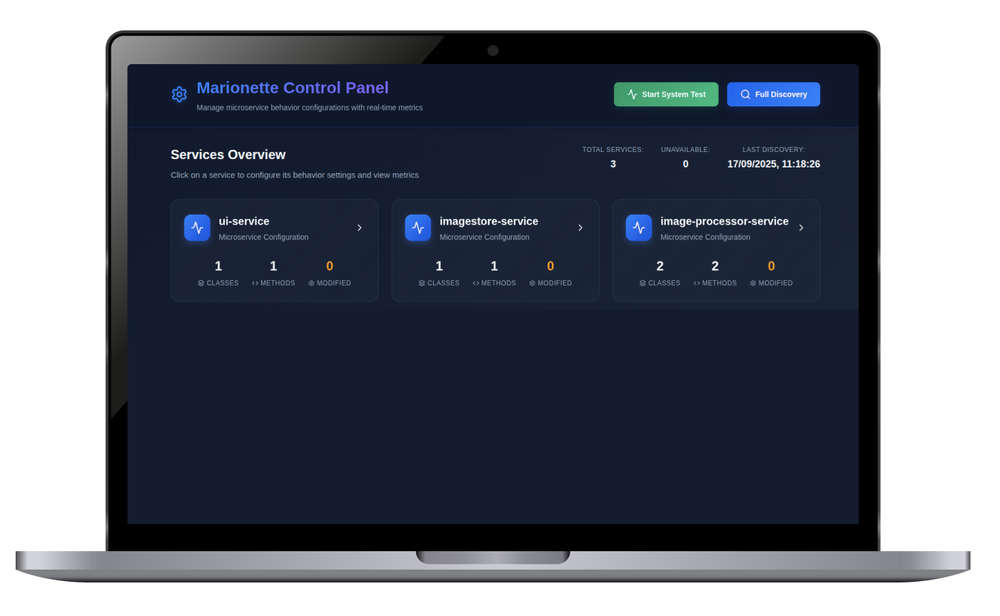 Marionette Control Panel
Manage microservice behavior configurations with real-time metrics
Start System Test
Full Discovery
Services Overview
Click on a service to configure its behavior settings and view metrics
TOTAL SERVICES:
3
UNAVAILABLE:
0
LAST DISCOVERY:
17/09/2025, 11:18:26
ui-service
Microservice Configuration
1
CLASSES
1
METHODS
0
MODIFIED
imagestore-service
Microservice Configuration
1
CLASSES
1
METHODS
0
MODIFIED
image-processor-service
Microservice Configuration
2
CLASSES
2
METHODS
0
MODIFIED